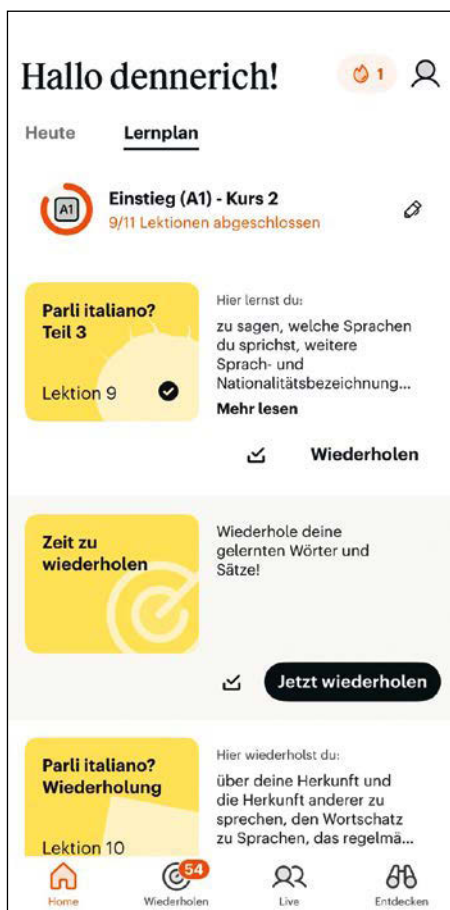 Hallo dennerich!
1
Heute Lernplan
A1
Einstieg (A1) - Kurs 2
9/11 Lektionen abgeschlossen
Parli italiano?
Teil 3
Lektion 9
Hier lernst du:
zu sagen, welche Sprachen
du sprichst, weitere
Sprach- und
Nationalitätsbezeichnung...
Mehr lesen
Wiederholen
Zeit zu
wiederholen
Wiederhole deine
gelernten Wörter und
Sätze!
Jetzt wiederholen
Parli italiano?
Wiederholung
Lektion 10
Hier wiederholst du:
über deine Herkunft und
die Herkunft anderer zu
sprechen, den Wortschatz
zu Sprachen, das regelmä...
54
Home Wiederholen Live Entdecken